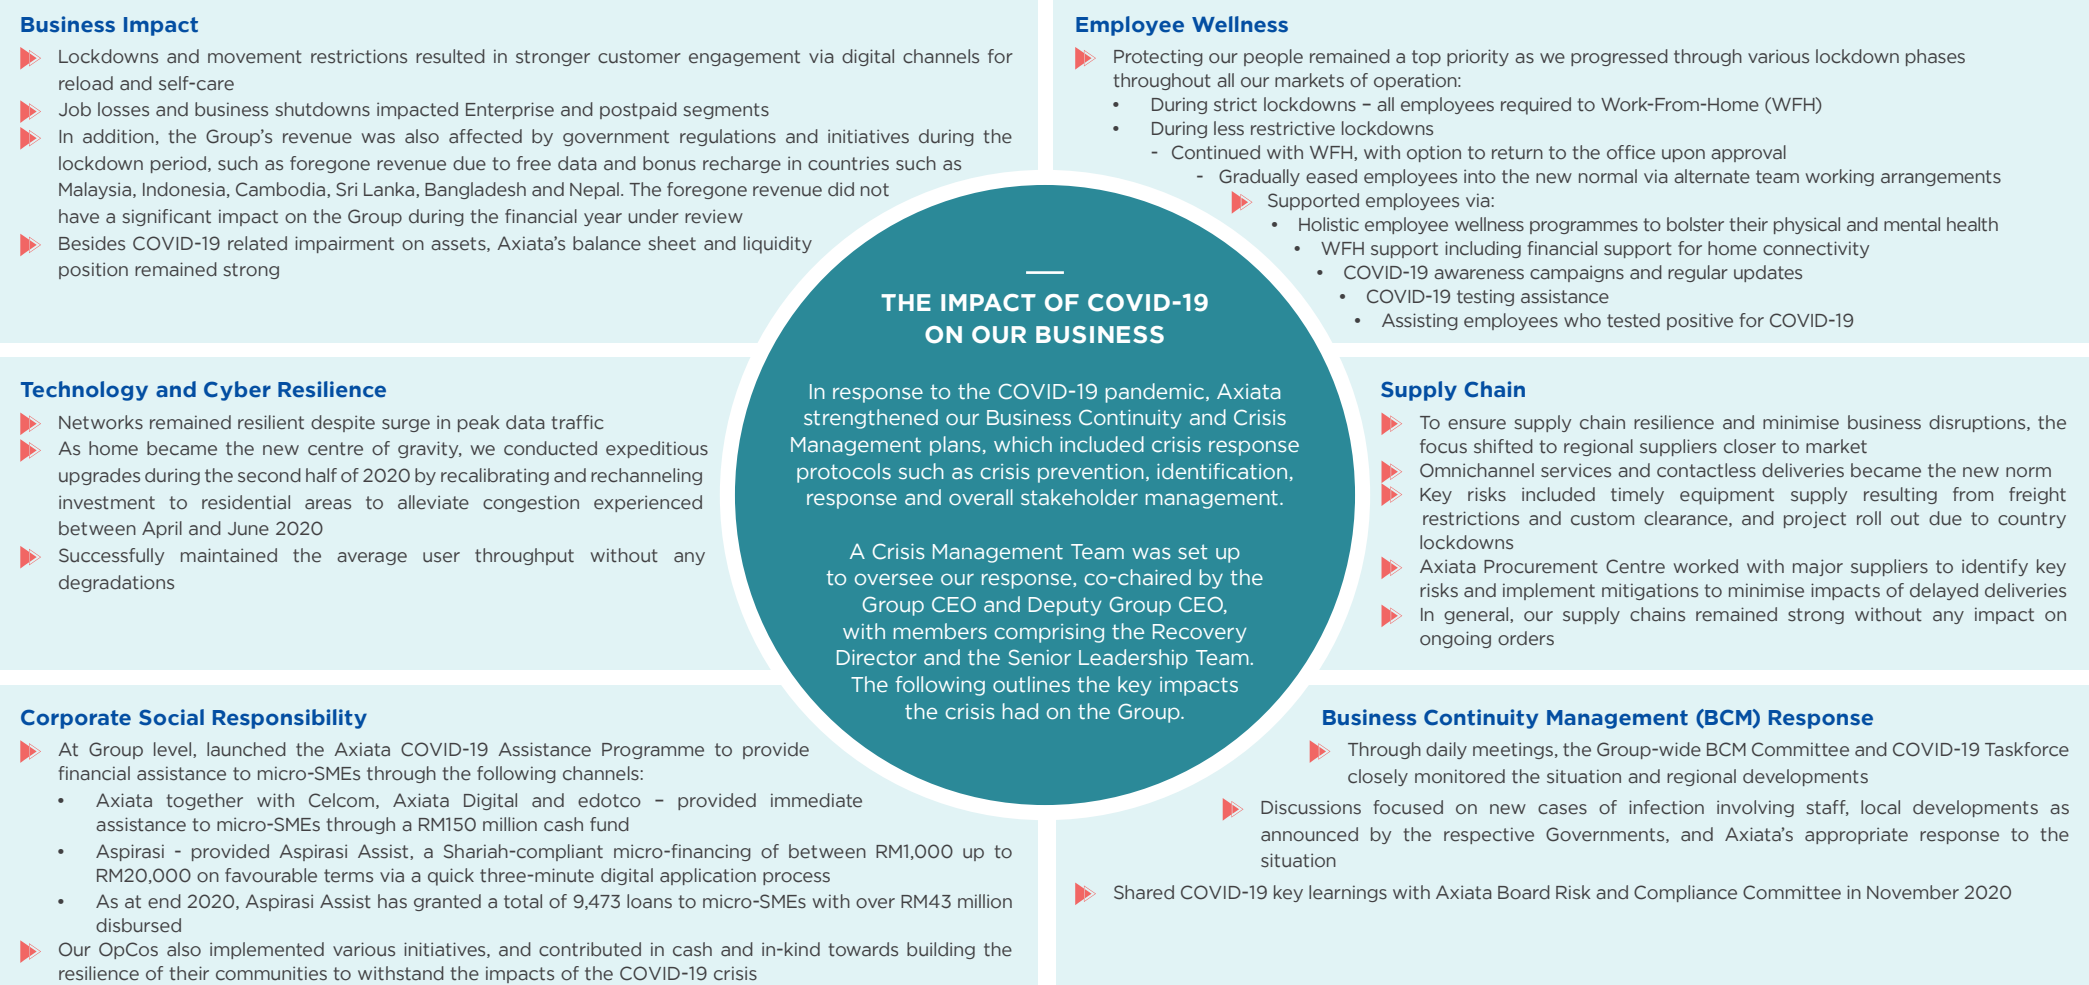 Business Impact
Lockdowns and movement restrictions resulted in stronger customer engagement via digital channels for
reload and self-care
Job losses and business shutdowns impacted Enterprise and postpaid segments
In addition, the Group's revenue was also affected by government regulations and initiatives during the
lockdown period, such as foregone revenue due to free data and bonus recharge in countries such as
Malaysia, Indonesia, Cambodia, Sri Lanka, Bangladesh and Nepal. The foregone revenue did not
have a significant impact on the Group during the financial year under review
Besides COVID-19 related impairment on assets, Axiata's balance sheet and liquidity
position remained strong
Employee Wellness
Protecting our people remained a top priority as we progressed through various lockdown phases
throughout all our markets of operation:
• During strict lockdowns – all employees required to Work-From-Home (WFH)
• During less restrictive lockdowns
- Continued with WFH, with option to return to the office upon approval
- Gradually eased employees into the new normal via alternate team working arrangements
Supported employees via:
• Holistic employee wellness programmes to bolster their physical and mental health
• WFH support including financial support for home connectivity
• COVID-19 awareness campaigns and regular updates
• COVID-19 testing assistance
• Assisting employees who tested positive for COVID-19
THE IMPACT OF COVID-19
ON OUR BUSINESS
In response to the COVID-19 pandemic, Axiata
strengthened our Business Continuity and Crisis
Management plans, which included crisis response
protocols such as crisis prevention, identification,
response and overall stakeholder management.
A Crisis Management Team was set up
to oversee our response, co-chaired by the
Group CEO and Deputy Group CEO,
with members comprising the Recovery
Director and the Senior Leadership Team.
The following outlines the key impacts
the crisis had on the Group.
Technology and Cyber Resilience
Networks remained resilient despite surge in peak data traffic
As home became the new centre of gravity, we conducted expeditious
upgrades during the second half of 2020 by recalibrating and rechanneling
investment to residential areas to alleviate congestion experienced
between April and June 2020
Successfully maintained the average user throughput without any
degradations
Supply Chain
To ensure supply chain resilience and minimise business disruptions, the
focus shifted to regional suppliers closer to market
Omnichannel services and contactless deliveries became the new norm
Key risks included timely equipment supply resulting from freight
restrictions and custom clearance, and project roll out due to country
lockdowns
Axiata Procurement Centre worked with major suppliers to identify key
risks and implement mitigations to minimise impacts of delayed deliveries
In general, our supply chains remained strong without any impact on
ongoing orders
Corporate Social Responsibility
At Group level, launched the Axiata COVID-19 Assistance Programme to provide
financial assistance to micro-SMEs through the following channels:
• Axiata together with Celcom, Axiata Digital and edotco – provided immediate
assistance to micro-SMEs through a RM150 million cash fund
• Aspirasi - provided Aspirasi Assist, a Shariah-compliant micro-financing of between RM1,000 up to
RM20,000 on favourable terms via a quick three-minute digital application process
• As at end 2020, Aspirasi Assist has granted a total of 9,473 loans to micro-SMEs with over RM43 million
disbursed
Our OpCos also implemented various initiatives, and contributed in cash and in-kind towards building the
resilience of their communities to withstand the impacts of the COVID-19 crisis
Business Continuity Management (BCM) Response
Through daily meetings, the Group-wide BCM Committee and COVID-19 Taskforce
closely monitored the situation and regional developments
Discussions focused on new cases of infection involving staff, local developments as
announced by the respective Governments, and Axiata's appropriate response to the
situation
Shared COVID-19 key learnings with Axiata Board Risk and Compliance Committee in November 2020